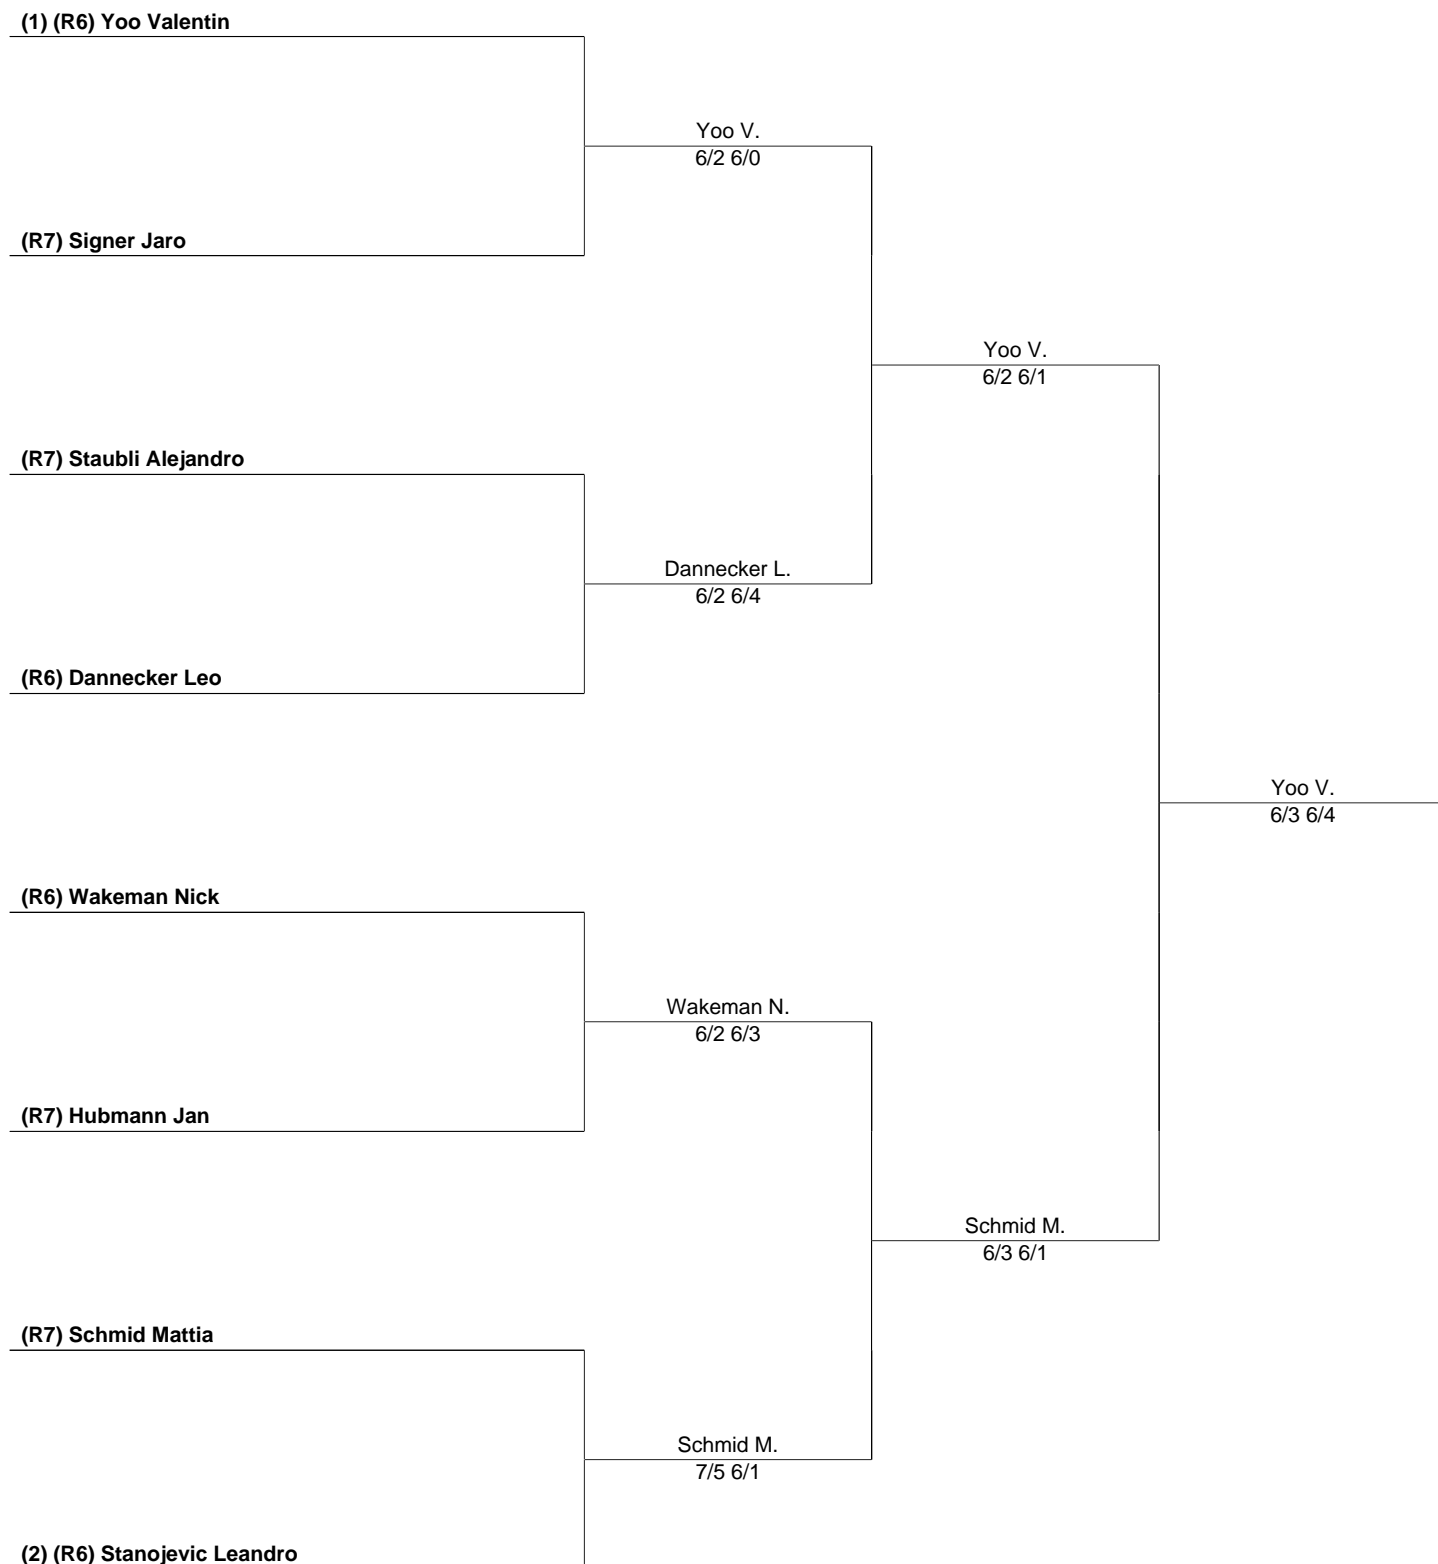 (1) (R6) Yoo Valentin
Yoo V.
6/2 6/0
(R7) Signer Jaro
Yoo V.
6/2 6/1
(R7) Staubli Alejandro
Dannecker L.
6/2 6/4
(R6) Dannecker Leo
Yoo V.
6/3 6/4
(R6) Wakeman Nick
Wakeman N.
6/2 6/3
(R7) Hubmann Jan
Schmid M.
6/3 6/1
(R7) Schmid Mattia
Schmid M.
7/5 6/1
(2) (R6) Stanojevic Leandro